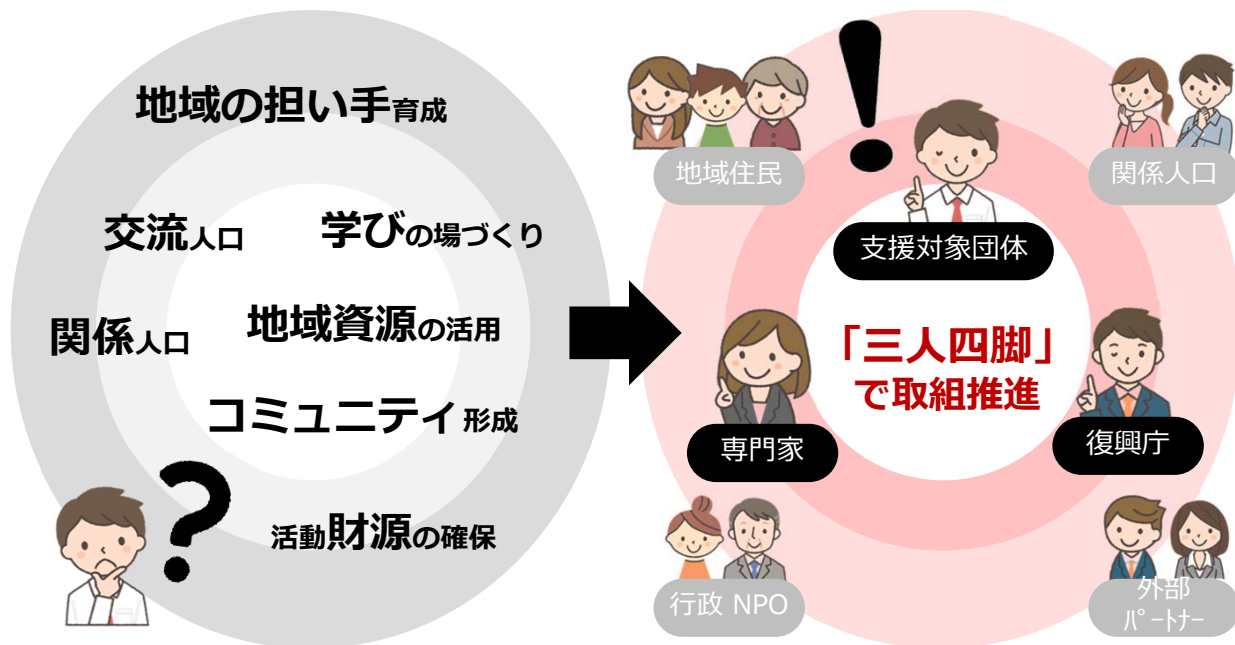 地域の担い手育成
交流人口
学びの場づくり
関係人口
地域資源の活用
コミュニティ形成
?
活動財源の確保
!
地域住民
関係人口
支援対象団体
「三人四脚」
で取組推進
専門家
復興庁
行政 NPO
外部
パートナー